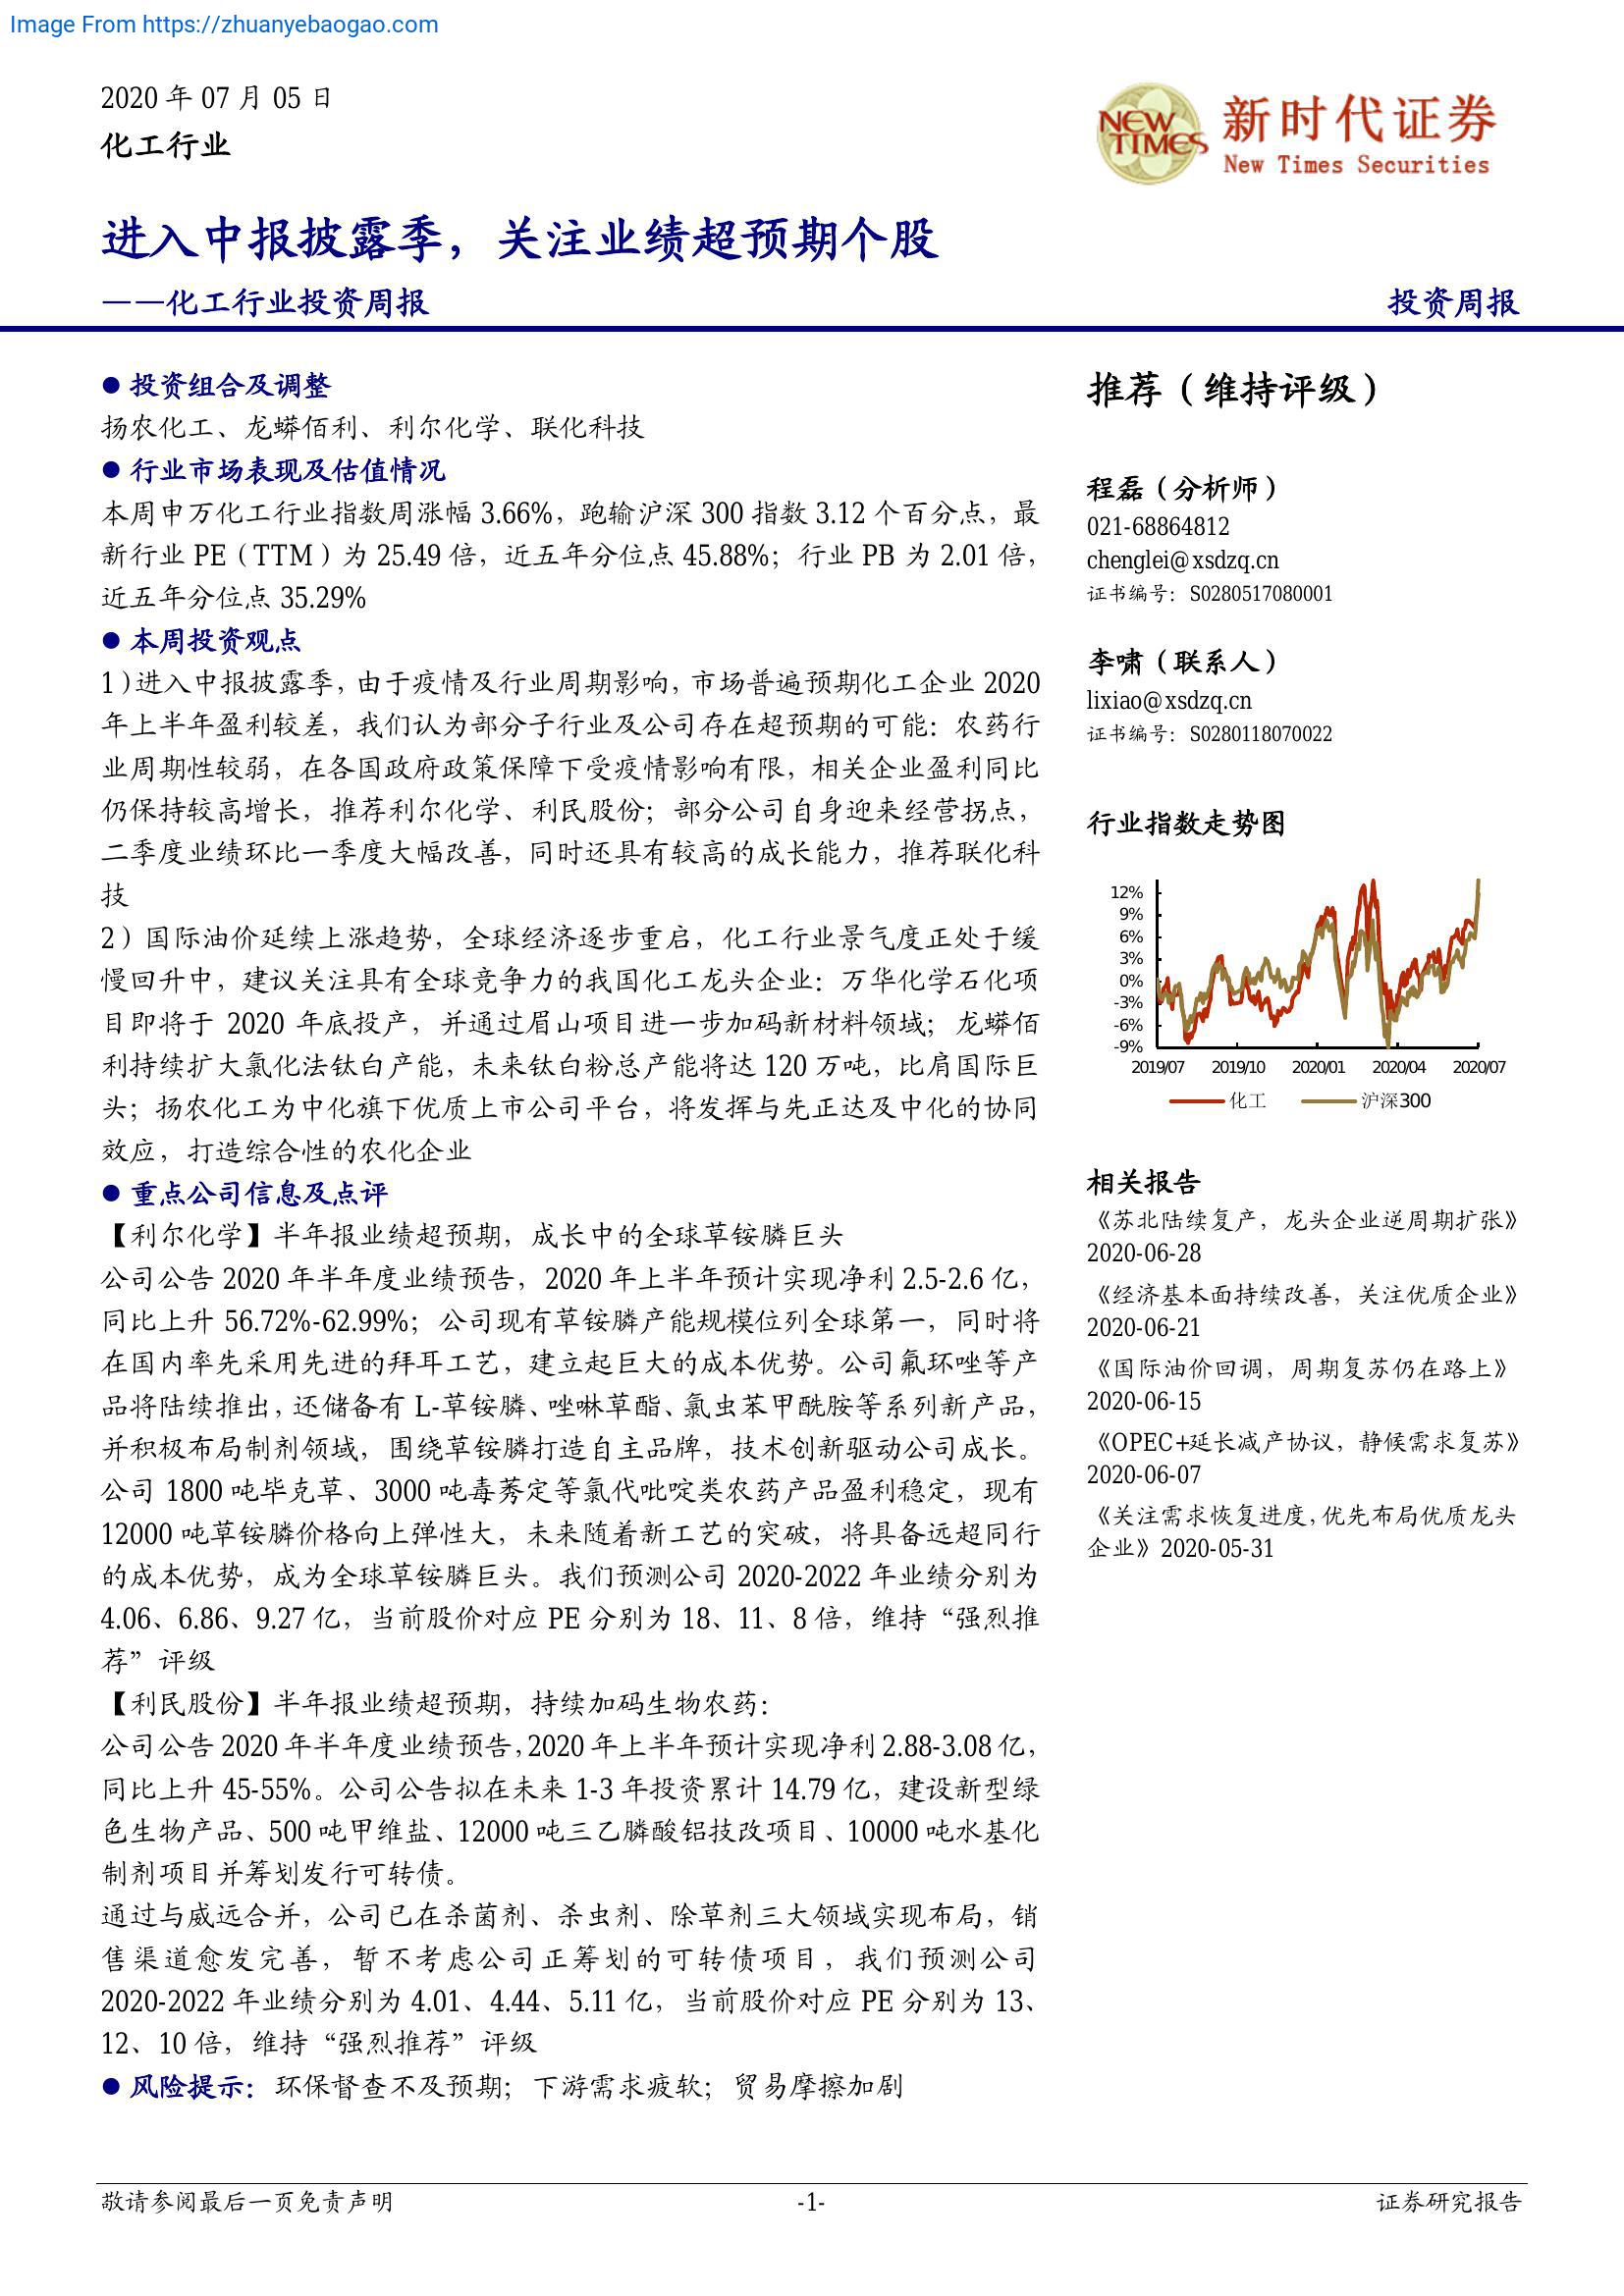 Image From https://zhuanyebaogao.com
2020 年 07 月 05 日
化工行业
NEW TIMES
新时代证券
New Times Securities
进入中报披露季，关注业绩超预期个股
——化工行业投资周报
投资周报
● 投资组合及调整
扬农化工、龙蟒佰利、利尔化学、联化科技
● 行业市场表现及估值情况
本周申万化工行业指数周涨幅 3.66%，跑输沪深 300 指数 3.12 个百分点，最
新行业 PE（TTM）为 25.49 倍，近五年分位点 45.88%；行业 PB 为 2.01 倍，
近五年分位点 35.29%
● 本周投资观点
1）进入中报披露季，由于疫情及行业周期影响，市场普遍预期化工企业 2020
年上半年盈利较差，我们认为部分子行业及公司存在超预期的可能：农药行
业周期性较弱，在各国政府政策保障下受疫情影响有限，相关企业盈利同比
仍保持较高增长，推荐利尔化学、利民股份；部分公司自身迎来经营拐点，
二季度业绩环比一季度大幅改善，同时还具有较高的成长能力，推荐联化科
技
2）国际油价延续上涨趋势，全球经济逐步重启，化工行业景气度正处于缓
慢回升中，建议关注具有全球竞争力的我国化工龙头企业：万华化学石化项
目即将于 2020 年底投产，并通过眉山项目进一步加码新材料领域；龙蟒佰
利持续扩大氯化法钛白产能，未来钛白粉总产能将达 120 万吨，比肩国际巨
头；扬农化工为中化旗下优质上市公司平台，将发挥与先正达及中化的协同
效应，打造综合性的农化企业
● 重点公司信息及点评
【利尔化学】半年报业绩超预期，成长中的全球草铵膦巨头
公司公告 2020 年半年度业绩预告，2020 年上半年预计实现净利 2.5-2.6 亿，
同比上升 56.72%-62.99%；公司现有草铵膦产能规模位列全球第一，同时将
在国内率先采用先进的拜耳工艺，建立起巨大的成本优势。公司氟环唑等产
品将陆续推出，还储备有 L-草铵膦、唑啉草酯、氯虫苯甲酰胺等系列新产品，
并积极布局制剂领域，围绕草铵膦打造自主品牌，技术创新驱动公司成长。
公司 1800 吨毕克草、3000 吨毒莠定等氯代吡啶类农药产品盈利稳定，现有
12000 吨草铵膦价格向上弹性大，未来随着新工艺的突破，将具备远超同行
的成本优势，成为全球草铵膦巨头。我们预测公司 2020-2022 年业绩分别为
4.06、6.86、9.27 亿，当前股价对应 PE 分别为 18、11、8 倍，维持“强烈推
荐”评级
【利民股份】半年报业绩超预期，持续加码生物农药：
公司公告 2020 年半年度业绩预告，2020 年上半年预计实现净利 2.88-3.08 亿，
同比上升 45-55%。公司公告拟在未来 1-3 年投资累计 14.79 亿，建设新型绿
色生物产品、500 吨甲维盐、12000 吨三乙膦酸铝技改项目、10000 吨水基化
制剂项目并筹划发行可转债。
通过与威远合并，公司已在杀菌剂、杀虫剂、除草剂三大领域实现布局，销
售渠道愈发完善，暂不考虑公司正筹划的可转债项目，我们预测公司
2020-2022 年业绩分别为 4.01、4.44、5.11 亿，当前股价对应 PE 分别为 13、
12、10 倍，维持“强烈推荐”评级
● 风险提示：环保督查不及预期；下游需求疲软；贸易摩擦加剧
推荐（维持评级）
程磊（分析师）
021-68864812
chenglei@xsdzq.cn
证书编号：S0280517080001
李啸（联系人）
lixiao@xsdzq.cn
证书编号：S0280118070022
行业指数走势图
12%
9%
6%
3%
0%
-3%
-6%
-9%
2019/07 2019/10 2020/01 2020/04 2020/07
化工 沪深300
相关报告
《苏北陆续复产，龙头企业逆周期扩张》
2020-06-28
《经济基本面持续改善，关注优质企业》
2020-06-21
《国际油价回调，周期复苏仍在路上》
2020-06-15
《OPEC+延长减产协议，静候需求复苏》
2020-06-07
《关注需求恢复进度，优先布局优质龙头
企业》2020-05-31
敬请参阅最后一页免责声明
-1-
证券研究报告